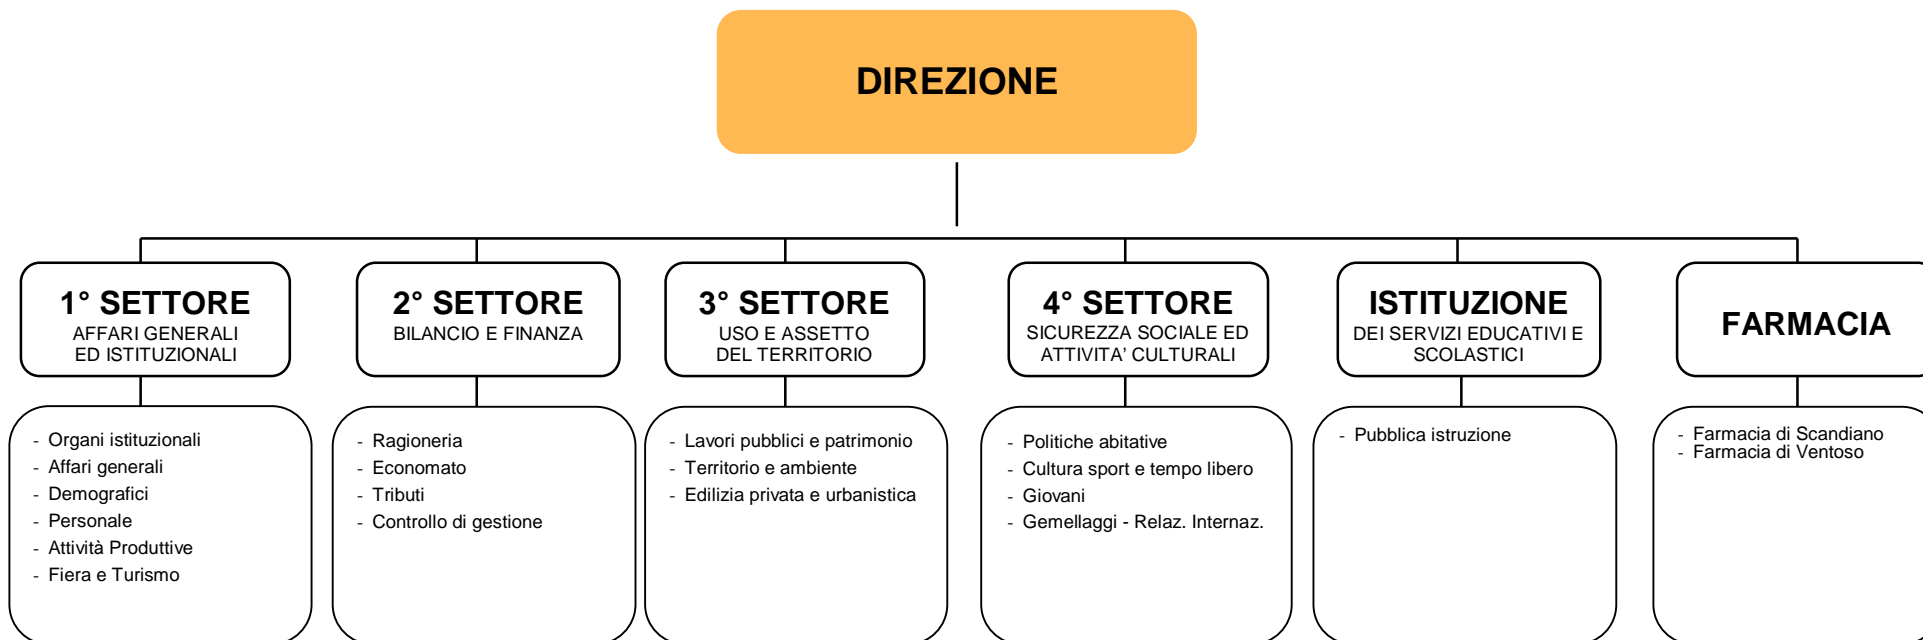 DIREZIONE
1° SETTORE
AFFARI GENERALI
ED ISTITUZIONALI
2° SETTORE
BILANCIO E FINANZA
3° SETTORE
USO E ASSETTO
DEL TERRITORIO
4° SETTORE
SICUREZZA SOCIALE ED
ATTIVITA’ CULTURALI
ISTITUZIONE
DEI SERVIZI EDUCATIVI E
SCOLASTICI
FARMACIA
- Organi istituzionali
- Affari generali
- Demografici
- Personale
- Attività Produttive
- Fiera e Turismo
- Ragioneria
- Economato
- Tributi
- Controllo di gestione
- Lavori pubblici e patrimonio
- Territorio e ambiente
- Edilizia privata e urbanistica
- Politiche abitative
- Cultura sport e tempo libero
- Giovani
- Gemellaggi - Relaz. Internaz.
- Pubblica istruzione
- Farmacia di Scandiano
- Farmacia di Ventoso